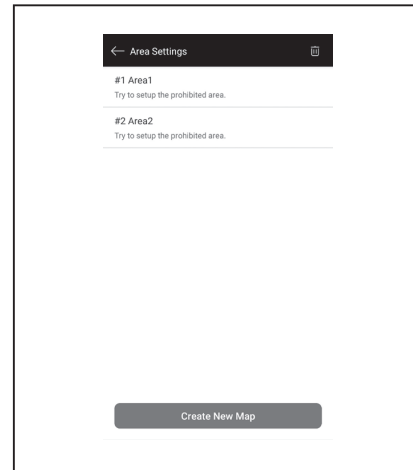 Area Settings
#1 Area1
Try to setup the prohibited area.
#2 Area2
Try to setup the prohibited area.
Create New Map